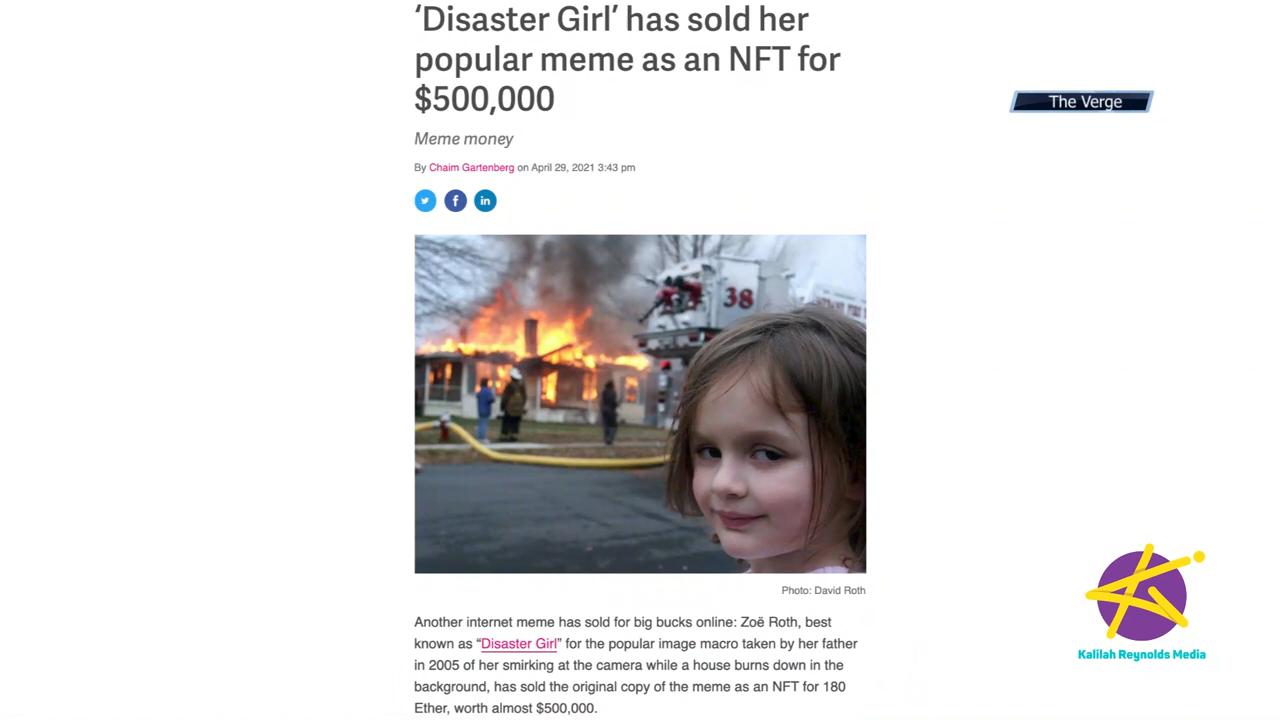 ‘Disaster Girl’ has sold her
popular meme as an NFT for
$500,000
The Verge
Meme money
By Chaim Gartenberg on April 29, 2021 3:43 pm
f
in
38
Photo: David Roth
Another internet meme has sold for big bucks online: Zoë Roth, best
known as “Disaster Girl” for the popular image macro taken by her father
in 2005 of her smirking at the camera while a house burns down in the
background, has sold the original copy of the meme as an NFT for 180
Ether, worth almost $500,000.
Kalilah Reynolds Media